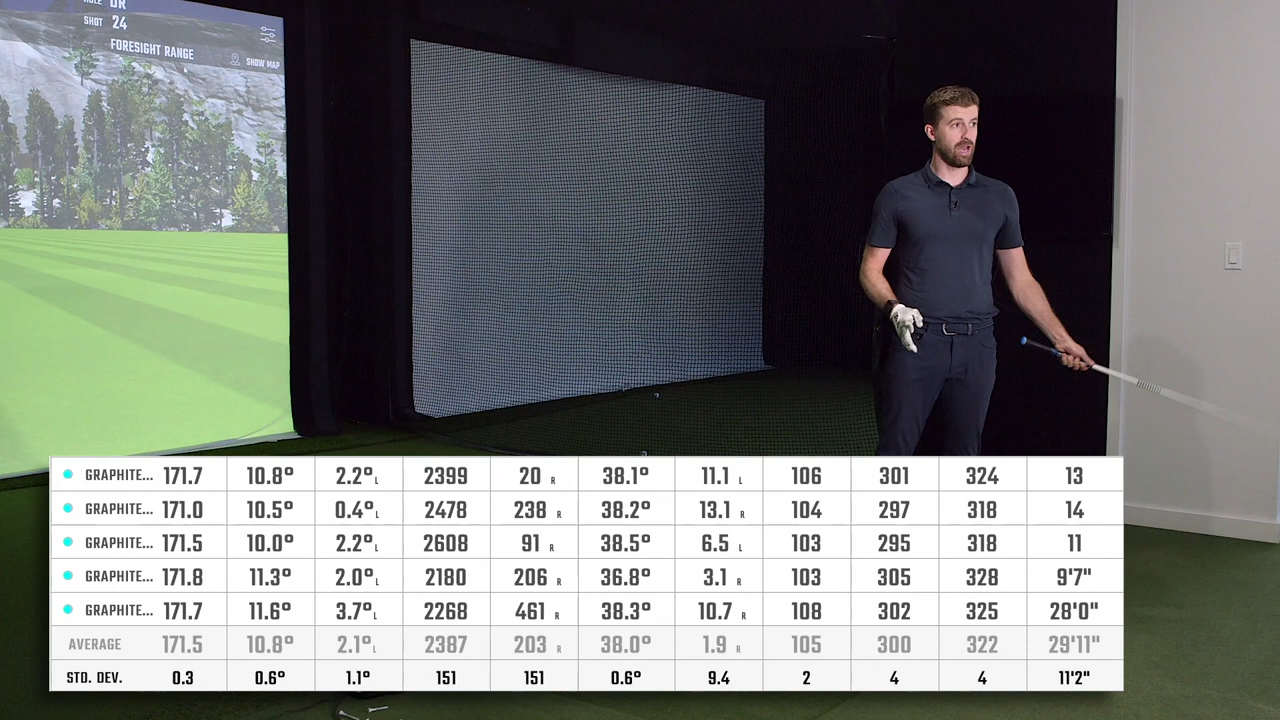 HOLE DR
SHOT 24
FORESIGHT RANGE
SHOW MAP
GRAPHITE... 171.7 10.8° 2.2° L 2399 20 R 38.1° 11.1 L 106 301 324 13
GRAPHITE... 171.0 10.5° 0.4° L 2478 238 R 38.2° 13.1 R 104 297 318 14
GRAPHITE... 171.5 10.0° 2.2° L 2608 91 R 38.5° 6.5 L 103 295 318 11
GRAPHITE... 171.8 11.3° 2.0° L 2180 206 R 36.8° 3.1 R 103 305 328 9'7"
GRAPHITE... 171.7 11.6° 3.7° L 2268 461 R 38.3° 10.7 R 108 302 325 28'0"
AVERAGE 171.5 10.8° 2.1° L 2387 203 R 38.0° 1.9 R 105 300 322 29'11"
STD. DEV. 0.3 0.6° 1.1° 151 151 0.6° 9.4 2 4 4 11'2"